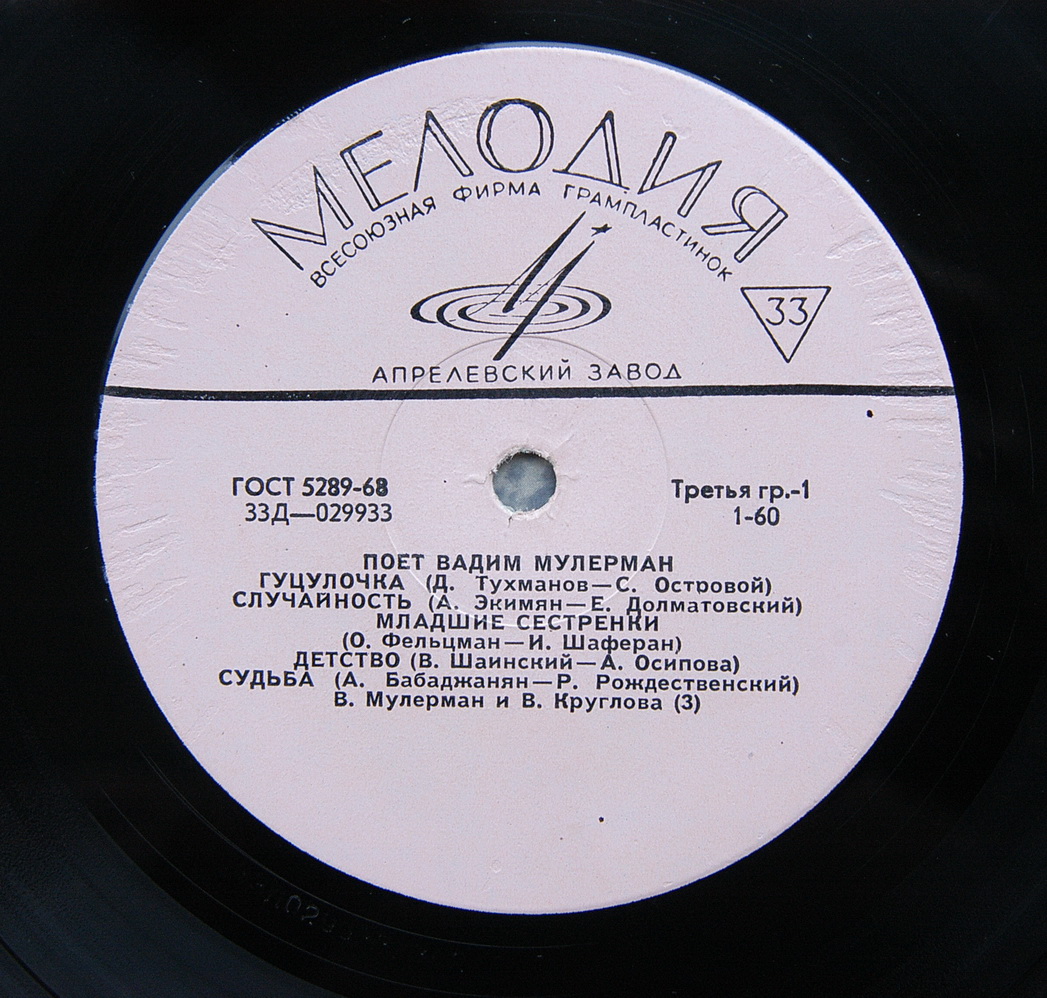 МЕЛОДИЯ
ВСЕСОЮЗНАЯ ФИРМА ГРАМПЛАСТИНОК
33
АПРЕЛЕВСКИЙ ЗАВОД
ГОСТ 5289-68
33Д—029933
Третья гр.-1
1-60
ПОЕТ ВАДИМ МУЛЕРМАН
ГУЦУЛОЧКА (Д. Тухманов—С. Островой)
СЛУЧАЙНОСТЬ (А. Экимян—Е. Долматовский)
МЛАДШИЕ СЕСТРЕНКИ
(О. Фельцман—И. Шаферан)
ДЕТСТВО (В. Шаинский—А. Осипова)
СУДЬБА (А. Бабаджанян—Р. Рождественский)
В. Мулерман и В. Круглова (3)